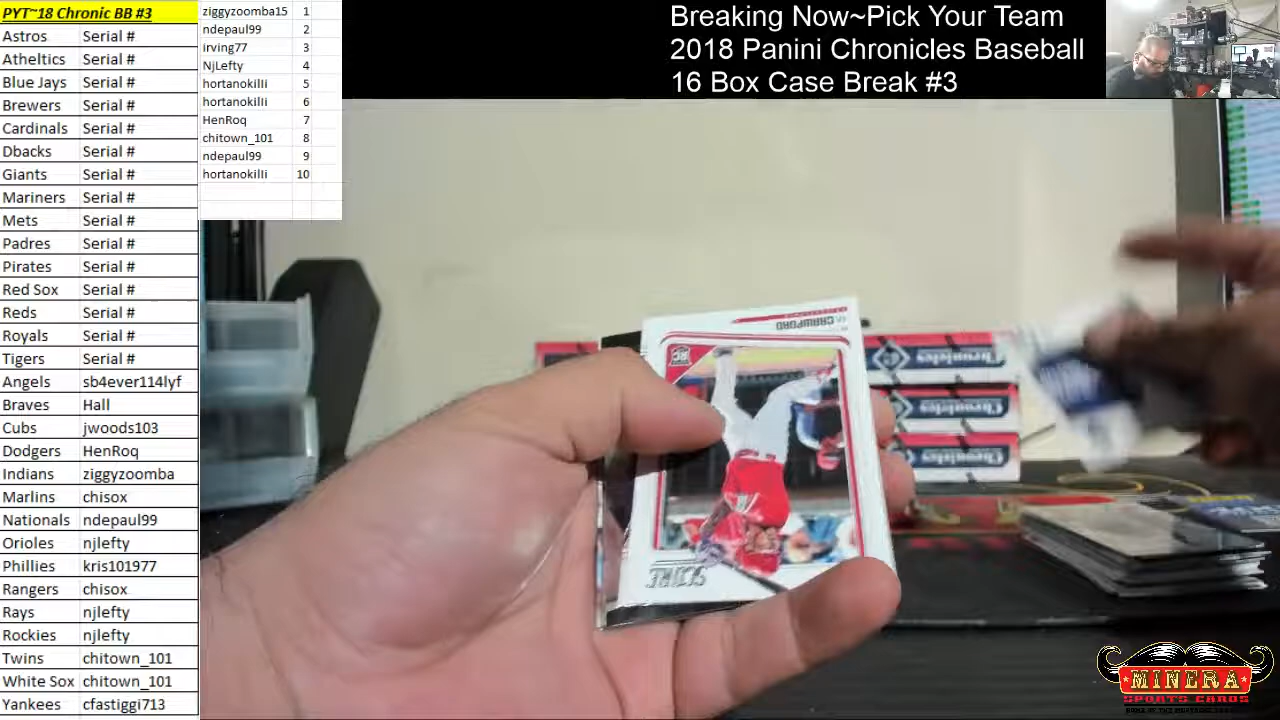 PYT~18 Chronic BB #3
Astros Serial #
Atheltics Serial #
Blue Jays Serial #
Brewers Serial #
Cardinals Serial #
Dbacks Serial #
Giants Serial #
Mariners Serial #
Mets Serial #
Padres Serial #
Pirates Serial #
Red Sox Serial #
Reds Serial #
Royals Serial #
Tigers Serial #
Angels sb4ever114lyf
Braves Hall
Cubs jwoods103
Dodgers HenRoq
Indians ziggyzoomba
Marlins chisox
Nationals ndepaul99
Orioles njlefty
Phillies kris101977
Rangers chisox
Rays njlefty
Rockies njlefty
Twins chitown_101
White Sox chitown_101
Yankees cfastiggi713
ziggyzoomba15 1
ndepaul99 2
irving77 3
NjLefty 4
hortanokilli 5
hortanokilli 6
HenRoq 7
chitown_101 8
ndepaul99 9
hortanokilli 10
Breaking Now~Pick Your Team
2018 Panini Chronicles Baseball
16 Box Case Break #3
CRAWFORD
RC
SCORE
Chronicles
Chronicles
Chronicles
MINERA
SPORTS CARDS